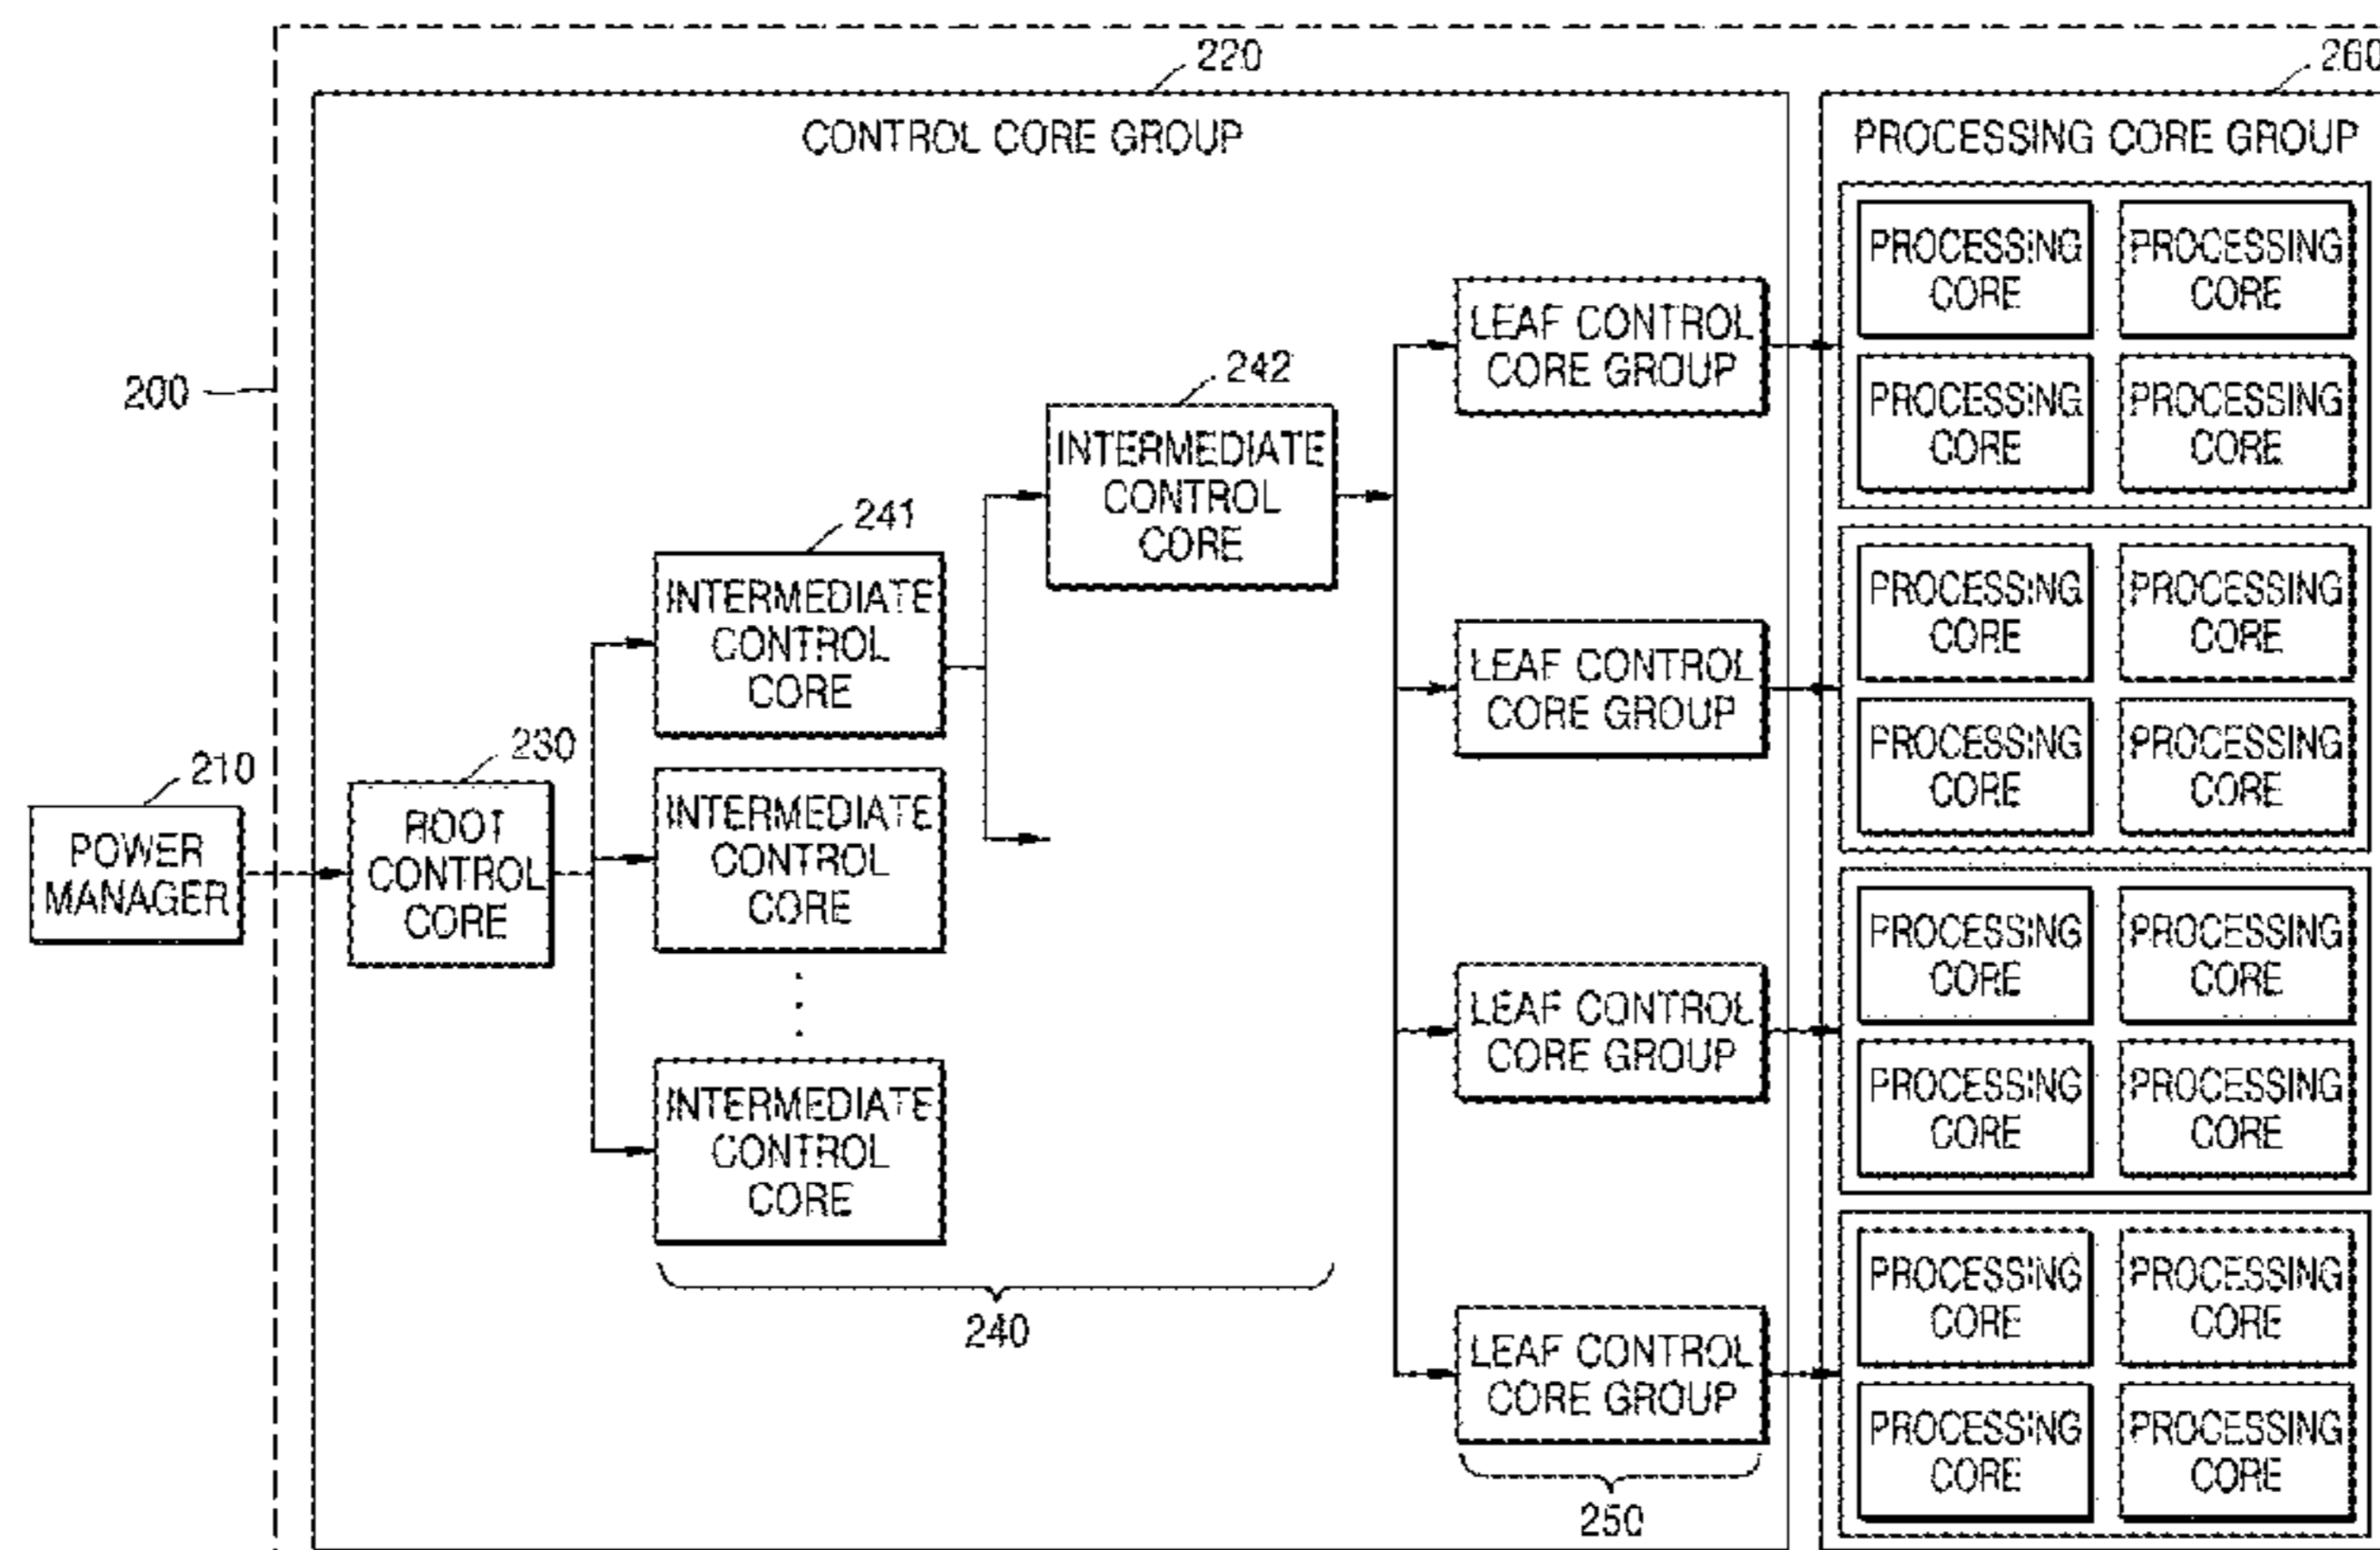 220
260
CONTROL CORE GROUP
PROCESSING CORE GROUP
PROCESSING
CORE
PROCESSING
CORE
PROCESSING
CORE
PROCESSING
CORE
LEAF CONTROL
CORE GROUP
200
242
INTERMEDIATE
CONTROL
CORE
241
INTERMEDIATE
CONTROL
CORE
PROCESSING
CORE
PROCESSING
CORE
PROCESSING
CORE
PROCESSING
CORE
LEAF CONTROL
CORE GROUP
210
POWER
MANAGER
230
ROOT
CONTROL
CORE
INTERMEDIATE
CONTROL
CORE
PROCESSING
CORE
PROCESSING
CORE
PROCESSING
CORE
PROCESSING
CORE
LEAF CONTROL
CORE GROUP
INTERMEDIATE
CONTROL
CORE
240
LEAF CONTROL
CORE GROUP
PROCESSING
CORE
PROCESSING
CORE
PROCESSING
CORE
PROCESSING
CORE
250